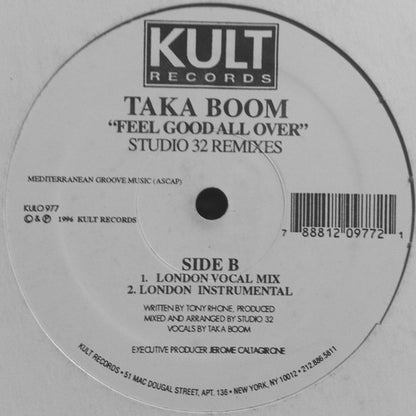 KULT
RECORDS
TAKA BOOM
"FEEL GOOD ALL OVER"
STUDIO 32 REMIXES
MEDITERRANEAN GROOVE MUSIC (ASCAP)
KULO 977
© & ℗ 1996 KULT RECORDS
7 88812 09772 1
SIDE B
1. LONDON VOCAL MIX
2. LONDON INSTRUMENTAL
WRITTEN BY TONY RHONE, PRODUCED
MIXED AND ARRANGED BY STUDIO 32
VOCALS BY TAKA BOOM
EXECUTIVE PRODUCER JEROME CALTAGIRONE
KULT RECORDS • 51 MAC DOUGAL STREET, APT. 136 • NEW YORK, NY 10012 • 212.886.5811